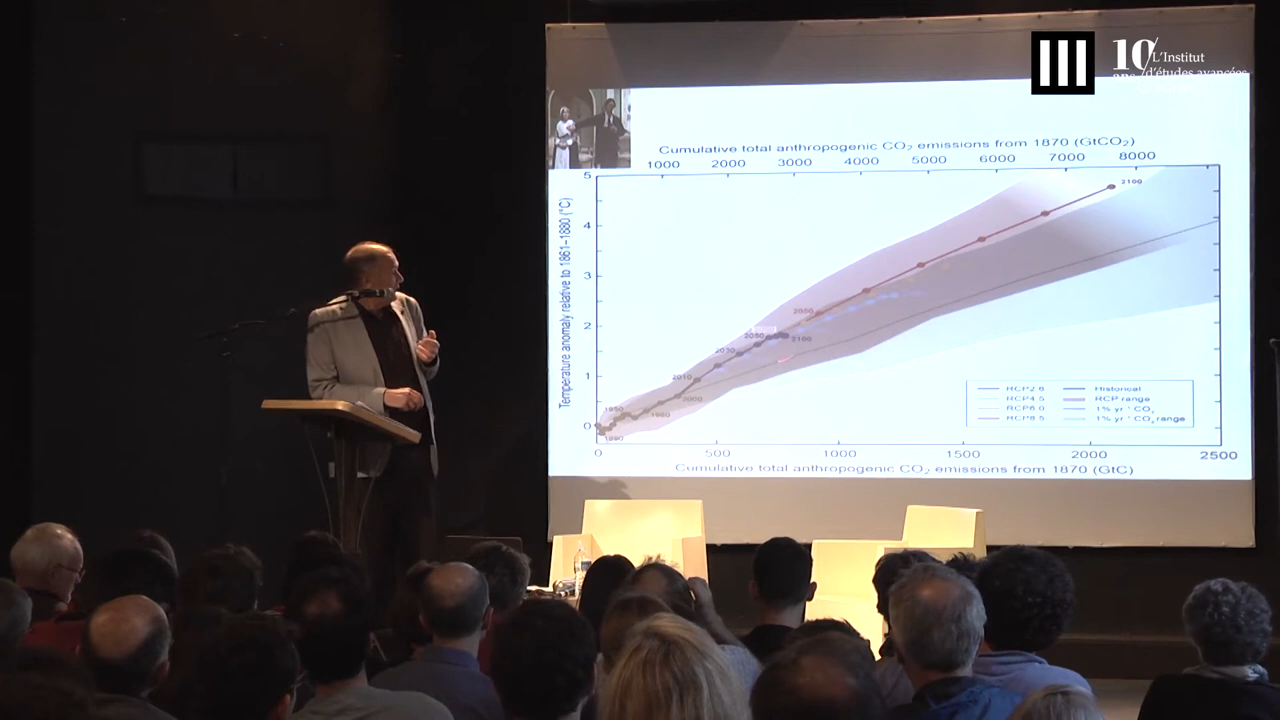 10 ans
L'Institut
d'études avancées
Cumulative total anthropogenic CO₂ emissions from 1870 (GtCO₂)
1000 2000 3000 4000 5000 6000 7000 8000
Temperature anomaly relative to 1861–1880 (°C)
5
4
3
2
1
0
2100
2050
2050
2100
2030
2010
2000
1950
1980
1890
RCP2.6
RCP4.5
RCP6.0
RCP8.5
Historical
RCP range
1% yr⁻¹ CO₂
1% yr⁻¹ CO₂ range
0 500 1000 1500 2000 2500
Cumulative total anthropogenic CO₂ emissions from 1870 (GtC)